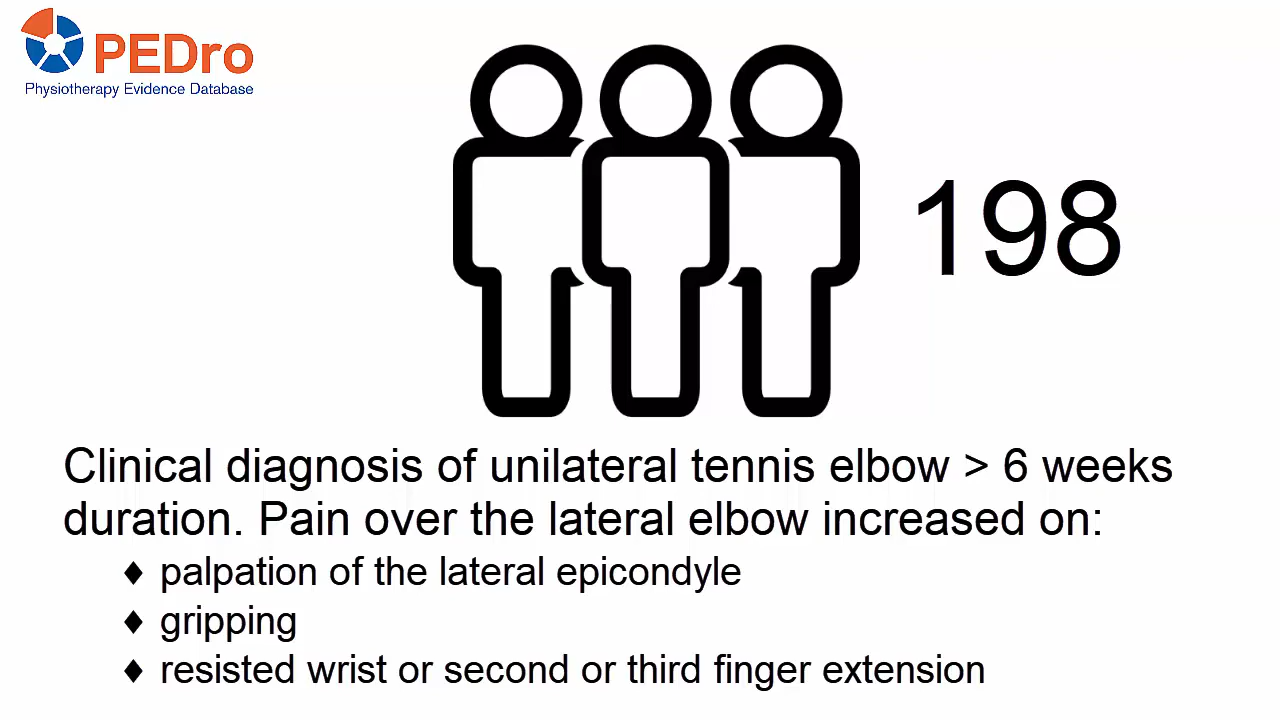 PEDro
Physiotherapy Evidence Database
198
Clinical diagnosis of unilateral tennis elbow > 6 weeks
duration. Pain over the lateral elbow increased on:
♦ palpation of the lateral epicondyle
♦ gripping
♦ resisted wrist or second or third finger extension